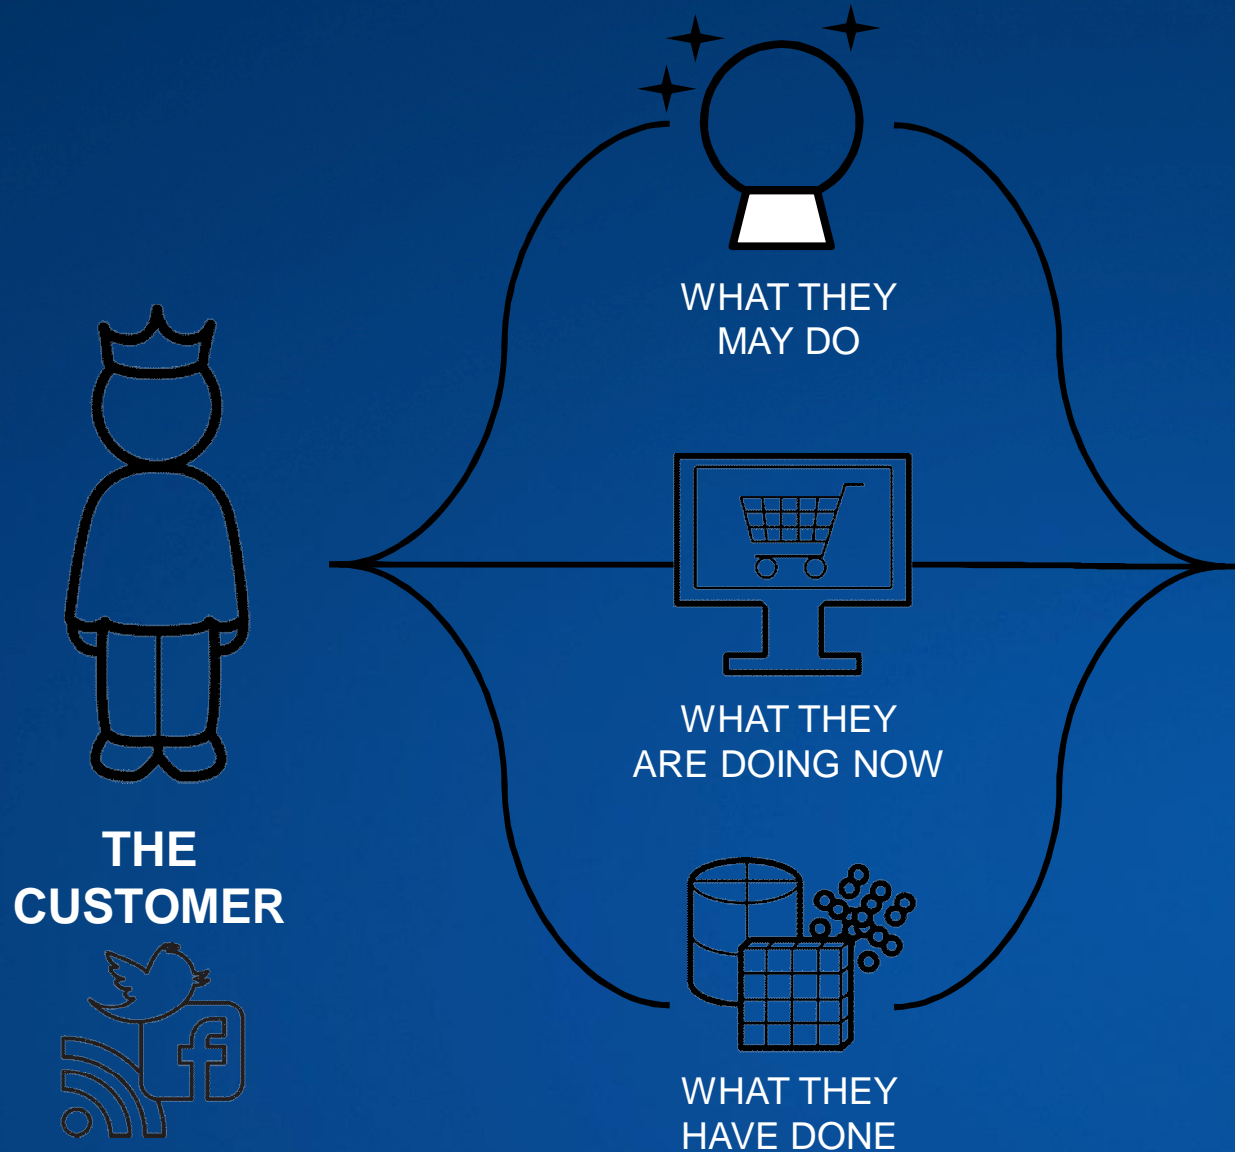 WHAT THEY
MAY DO
WHAT THEY
ARE DOING NOW
THE
CUSTOMER
f
WHAT THEY
HAVE DONE